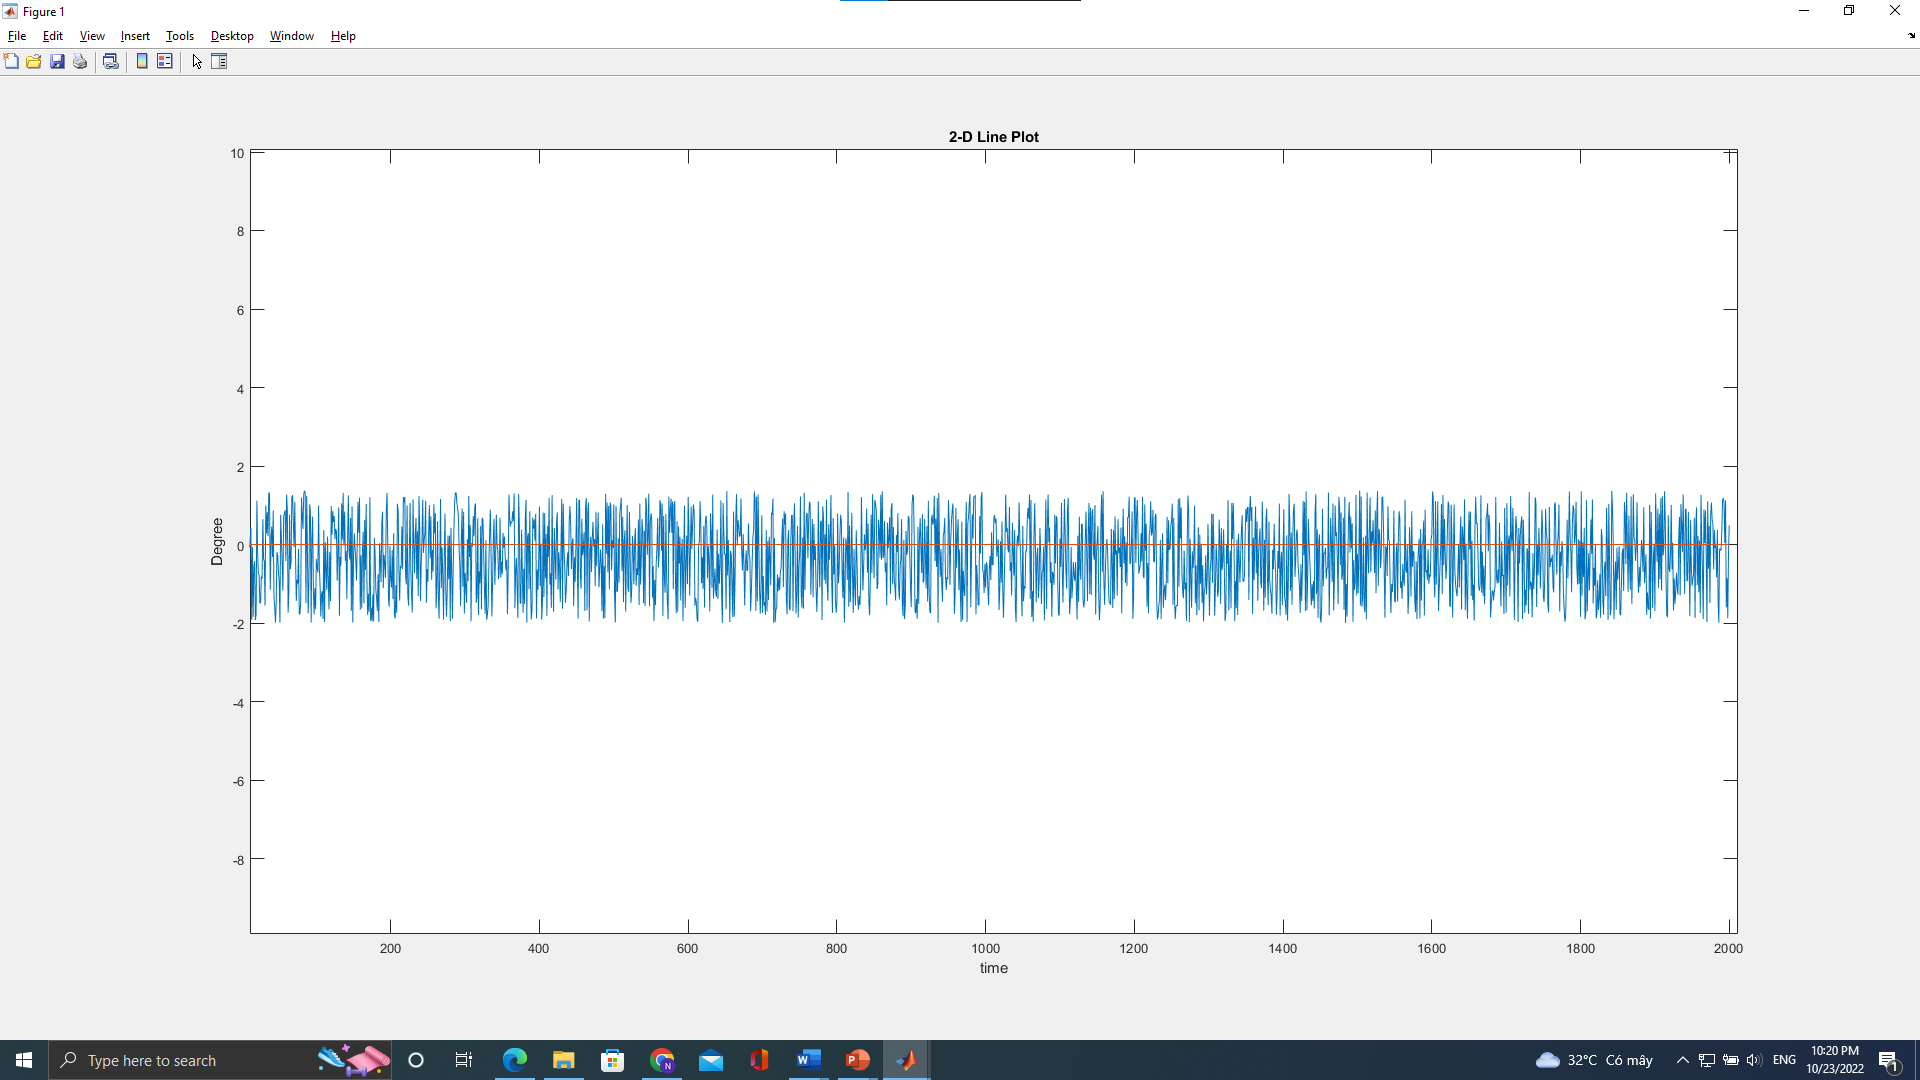 Figure 1
File Edit View Insert Tools Desktop Window Help
2-D Line Plot
10
8
6
4
2
0
-2
-4
-6
-8
Degree
200 400 600 800 1000 1200 1400 1600 1800 2000
time
Type here to search
N
W
P
32°C Có mây
ENG
10:20 PM
10/23/2022
1